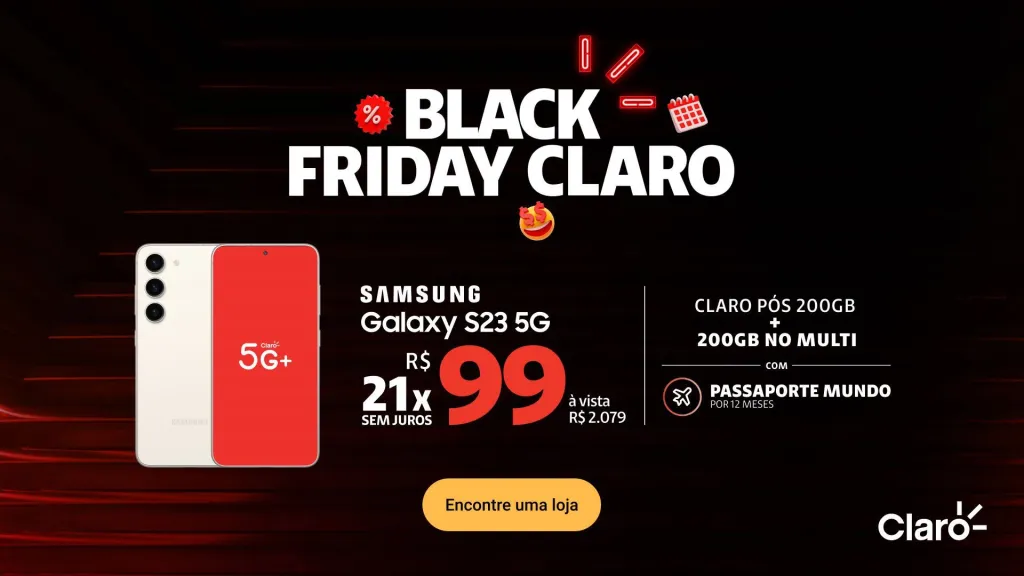 %
BLACK
FRIDAY CLARO
$$
SAMSUNG
Galaxy S23 5G
R$
21x 99
SEM JUROS
à vista
R$ 2.079
Claro
5G+
SAMSUNG
CLARO PÓS 200GB
+
200GB NO MULTI
COM
PASSAPORTE MUNDO
POR 12 MESES
Encontre uma loja
Claro